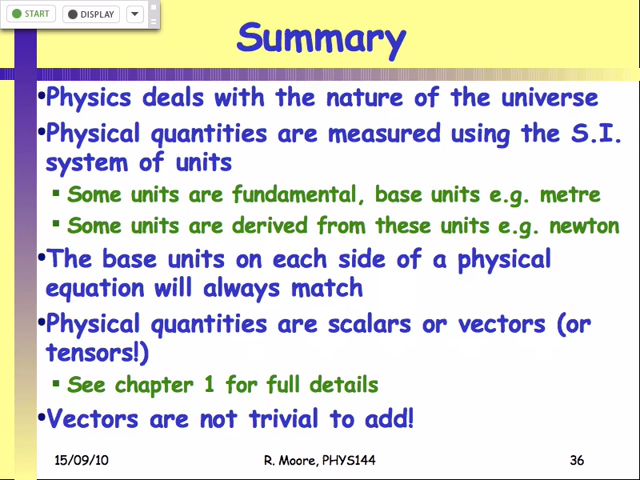 START DISPLAY
Summary
•Physics deals with the nature of the universe
•Physical quantities are measured using the S.I.
system of units
▪ Some units are fundamental, base units e.g. metre
▪ Some units are derived from these units e.g. newton
•The base units on each side of a physical
equation will always match
•Physical quantities are scalars or vectors (or
tensors!)
▪ See chapter 1 for full details
•Vectors are not trivial to add!
15/09/10 R. Moore, PHYS144 36